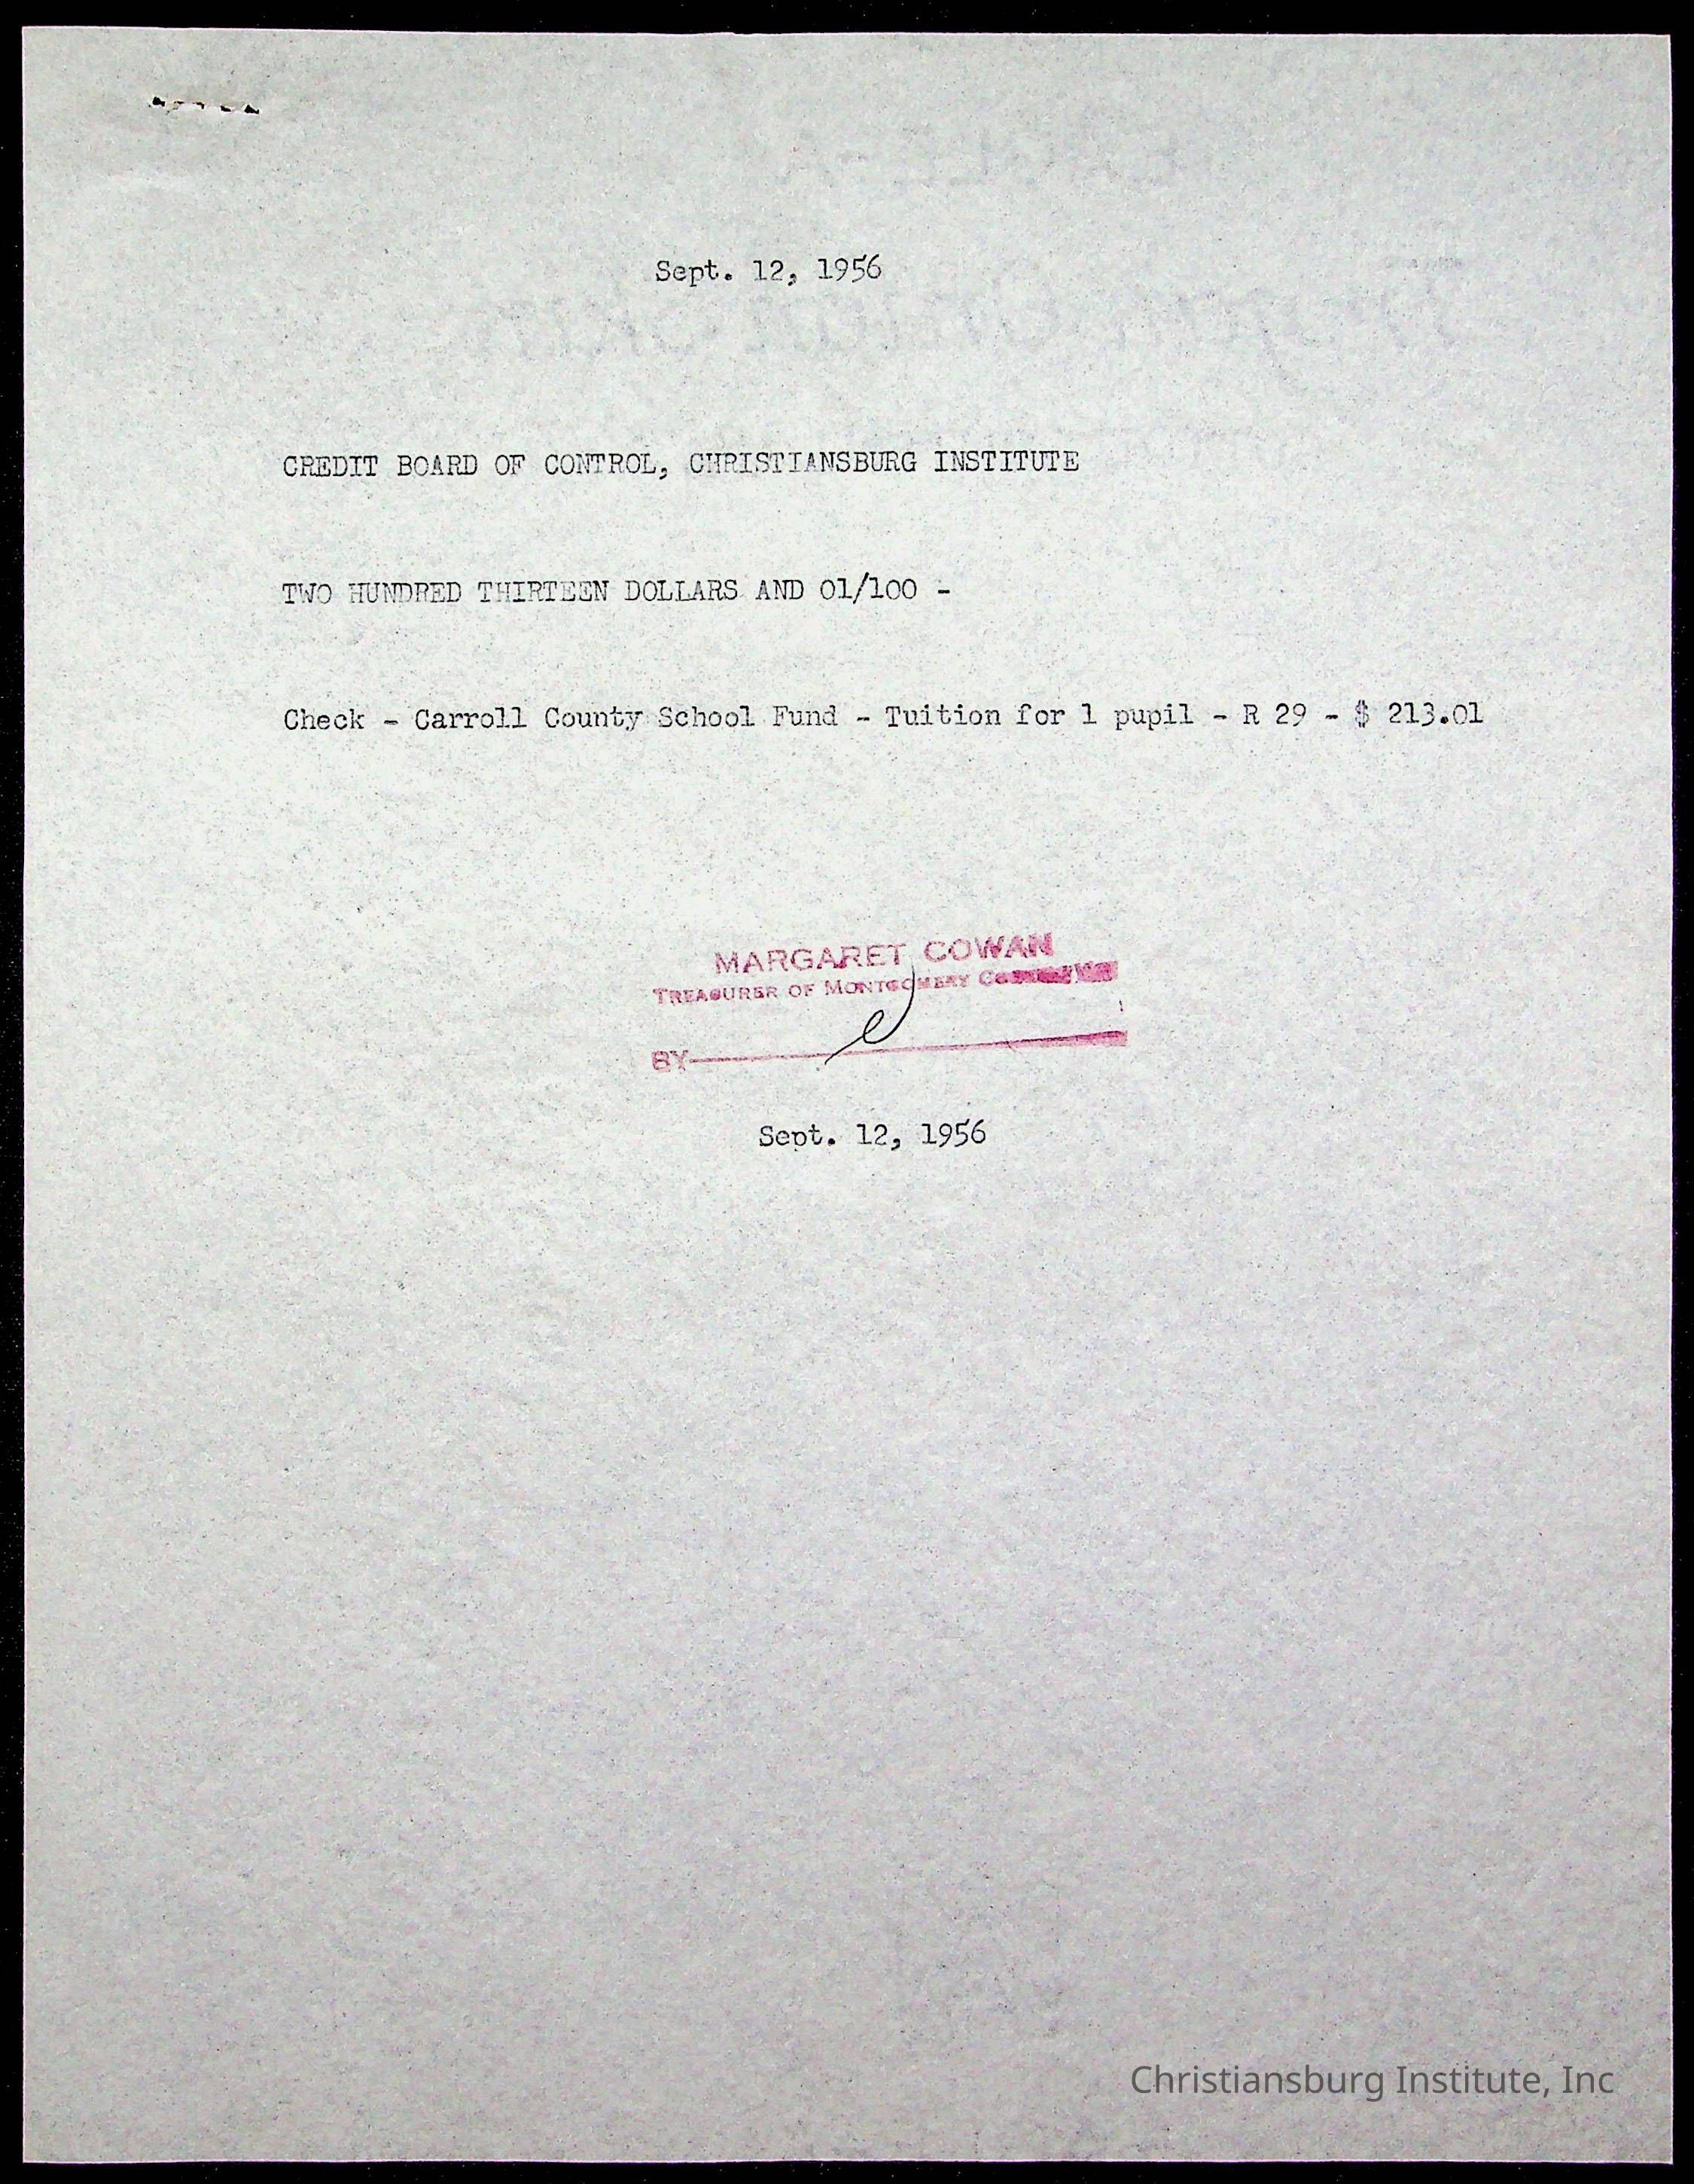 Sept. 12, 1956
CREDIT BOARD OF CONTROL, CHRISTIANSBURG INSTITUTE
TWO HUNDRED THIRTEEN DOLLARS AND 01/100 -
Check - Carroll County School Fund - Tuition for 1 pupil - R 29 - $ 213.01
MARGARET COWAN
TREASURER OF MONTGOMERY
BY
Sept. 12, 1956
Christiansburg Institute, Inc